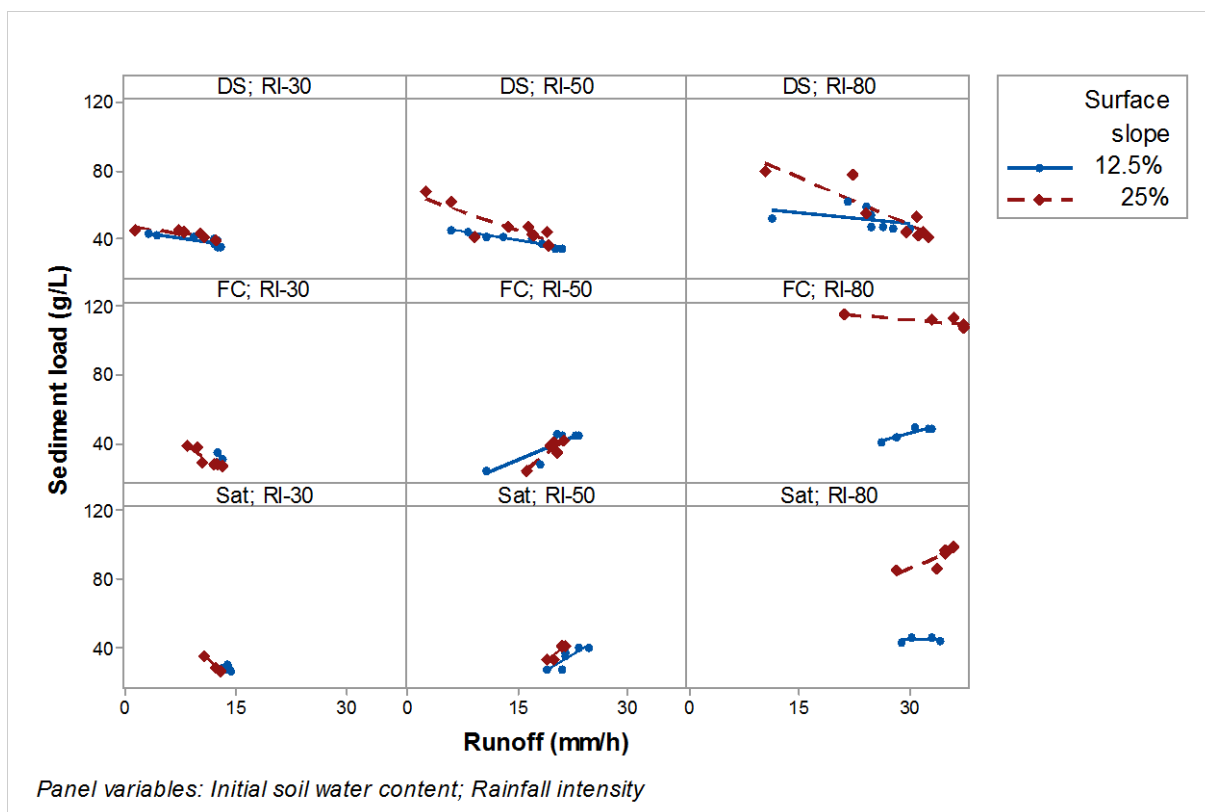 DS; RI-30 DS; RI-50 DS; RI-80
120
80
40
FC; RI-30 FC; RI-50 FC; RI-80
120
80
40
Sat; RI-30 Sat; RI-50 Sat; RI-80
120
80
40
0 15 30 0 15 30 0 15 30
Sediment load (g/L)
Runoff (mm/h)
Surface
slope
12.5%
25%
Panel variables: Initial soil water content; Rainfall intensity